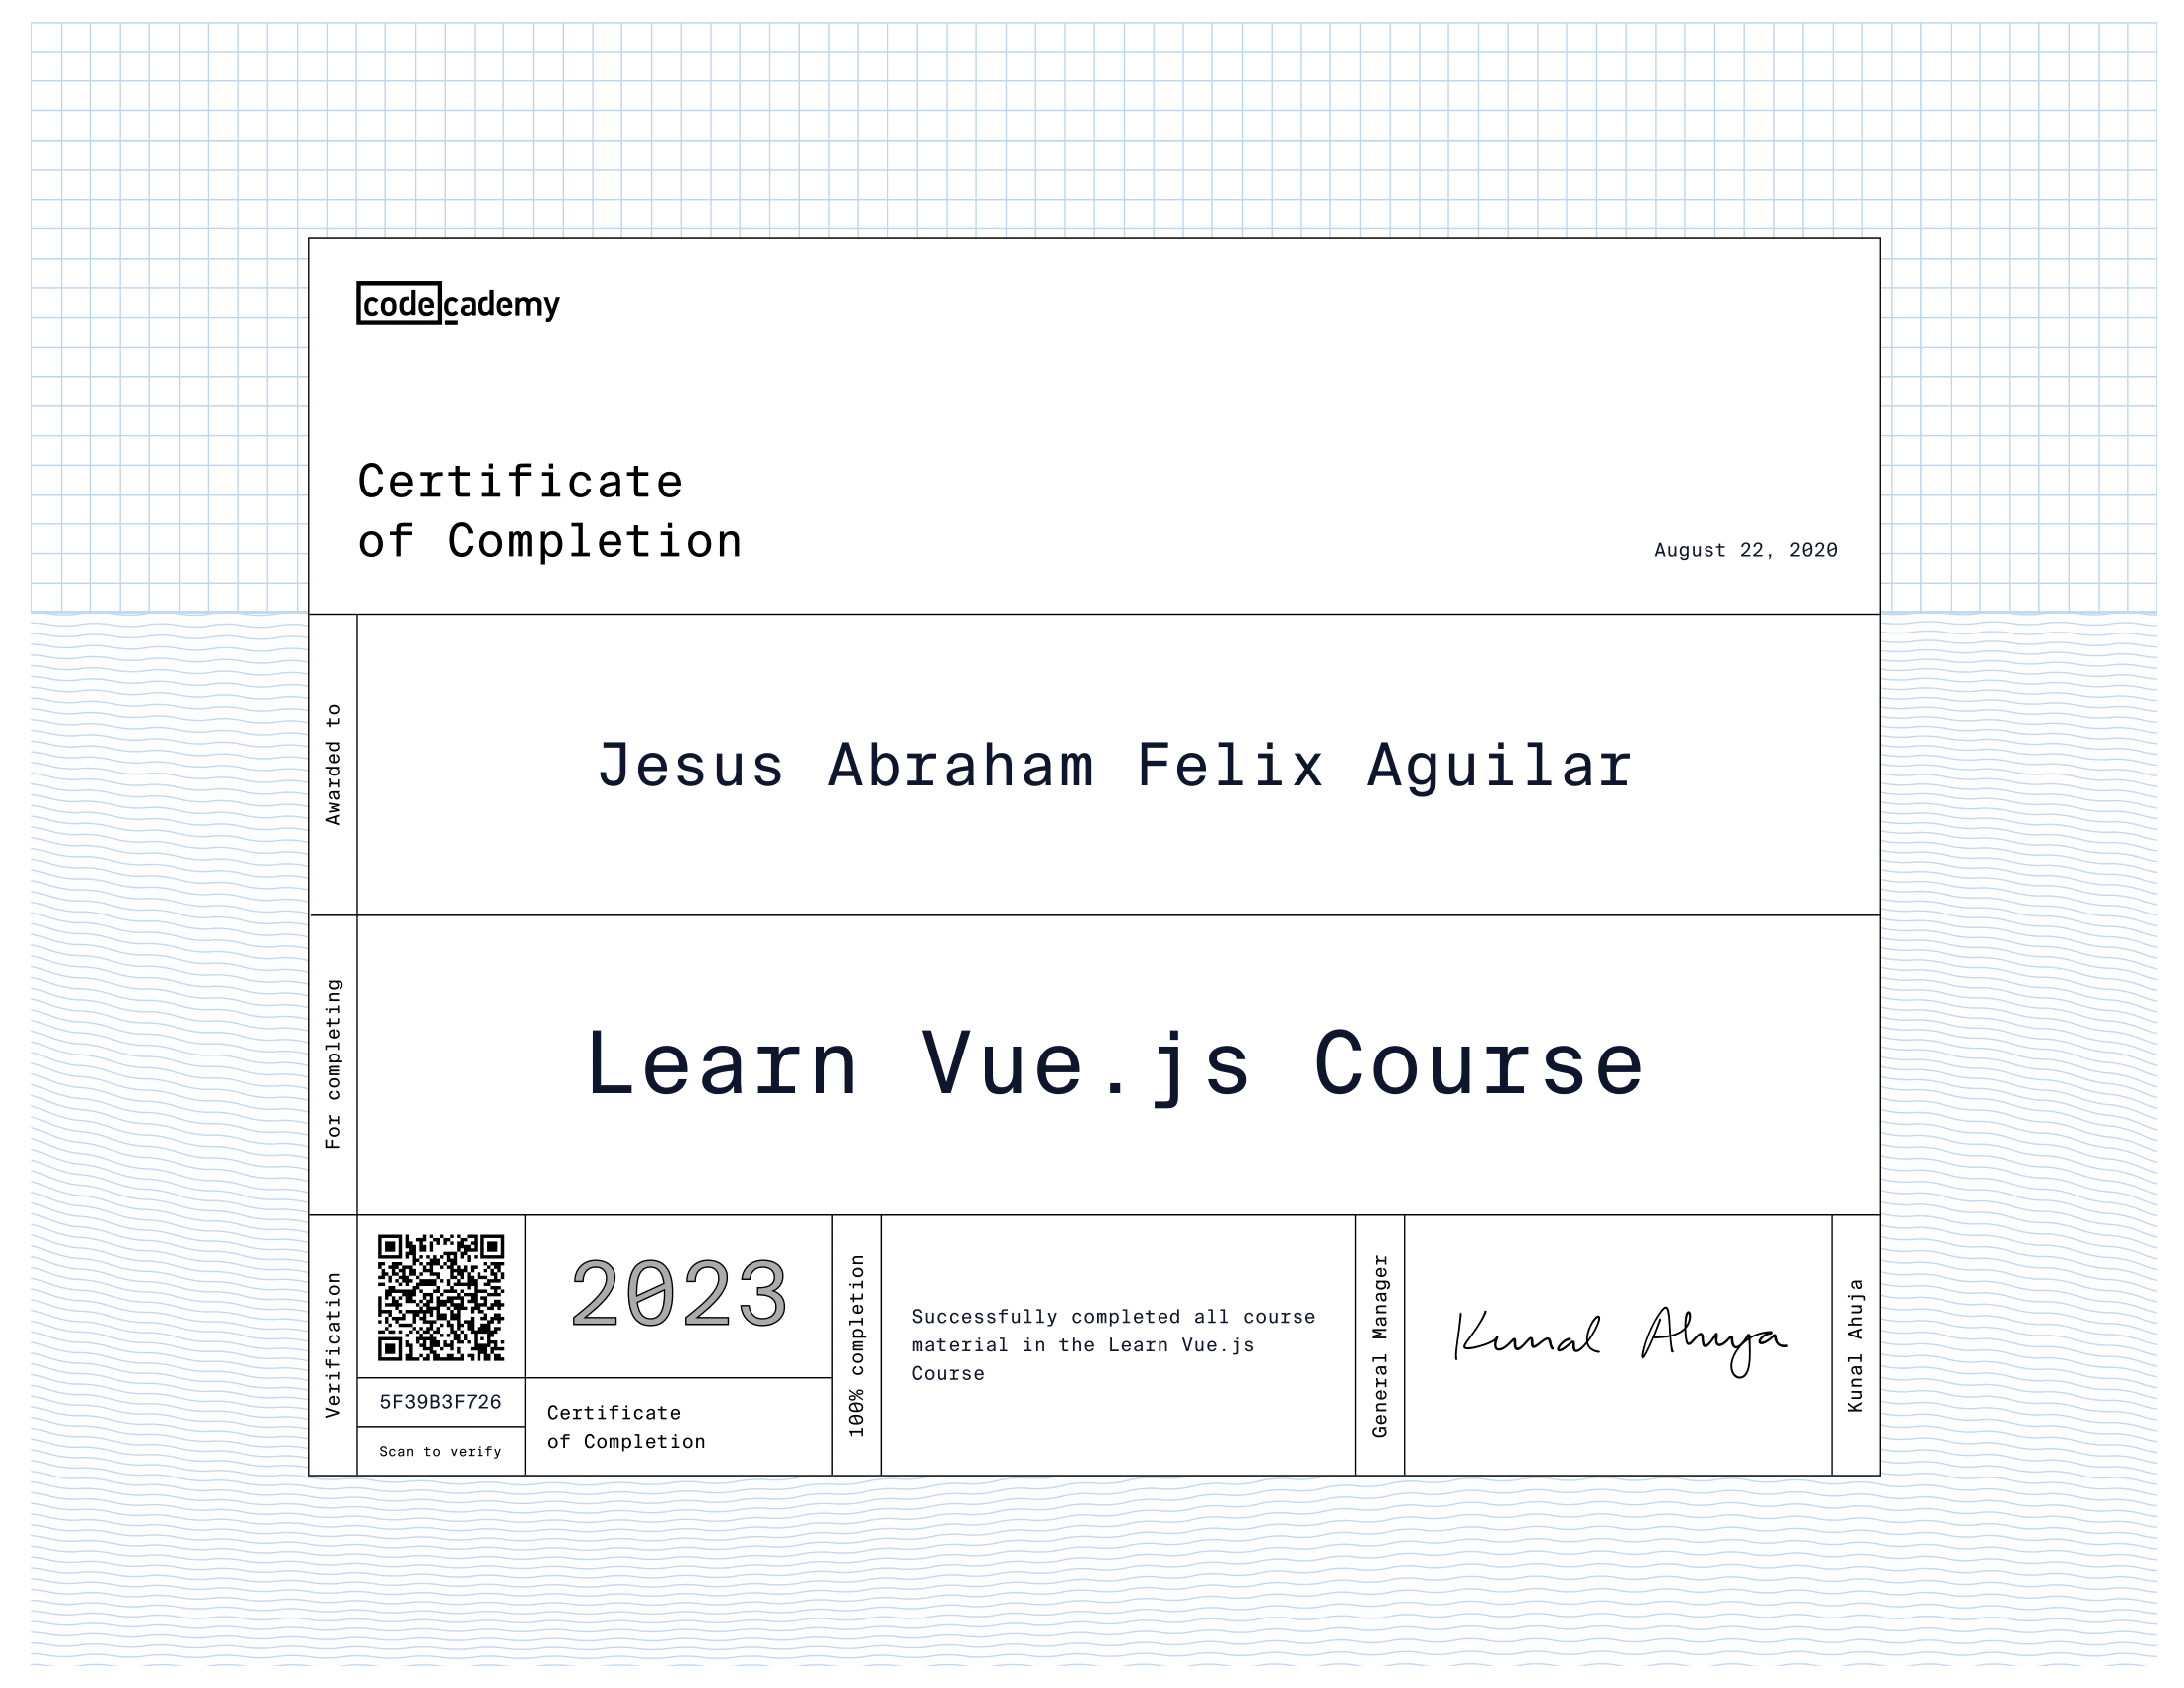 codecademy
Certificate
of Completion
August 22, 2020
Awarded to
Jesus Abraham Felix Aguilar
For completing
Learn Vue.js Course
Verification
5F39B3F726
Scan to verify
2023
Certificate
of Completion
100% completion
Successfully completed all course
material in the Learn Vue.js
Course
General Manager
Kunal Ahuja
Kunal Ahuja